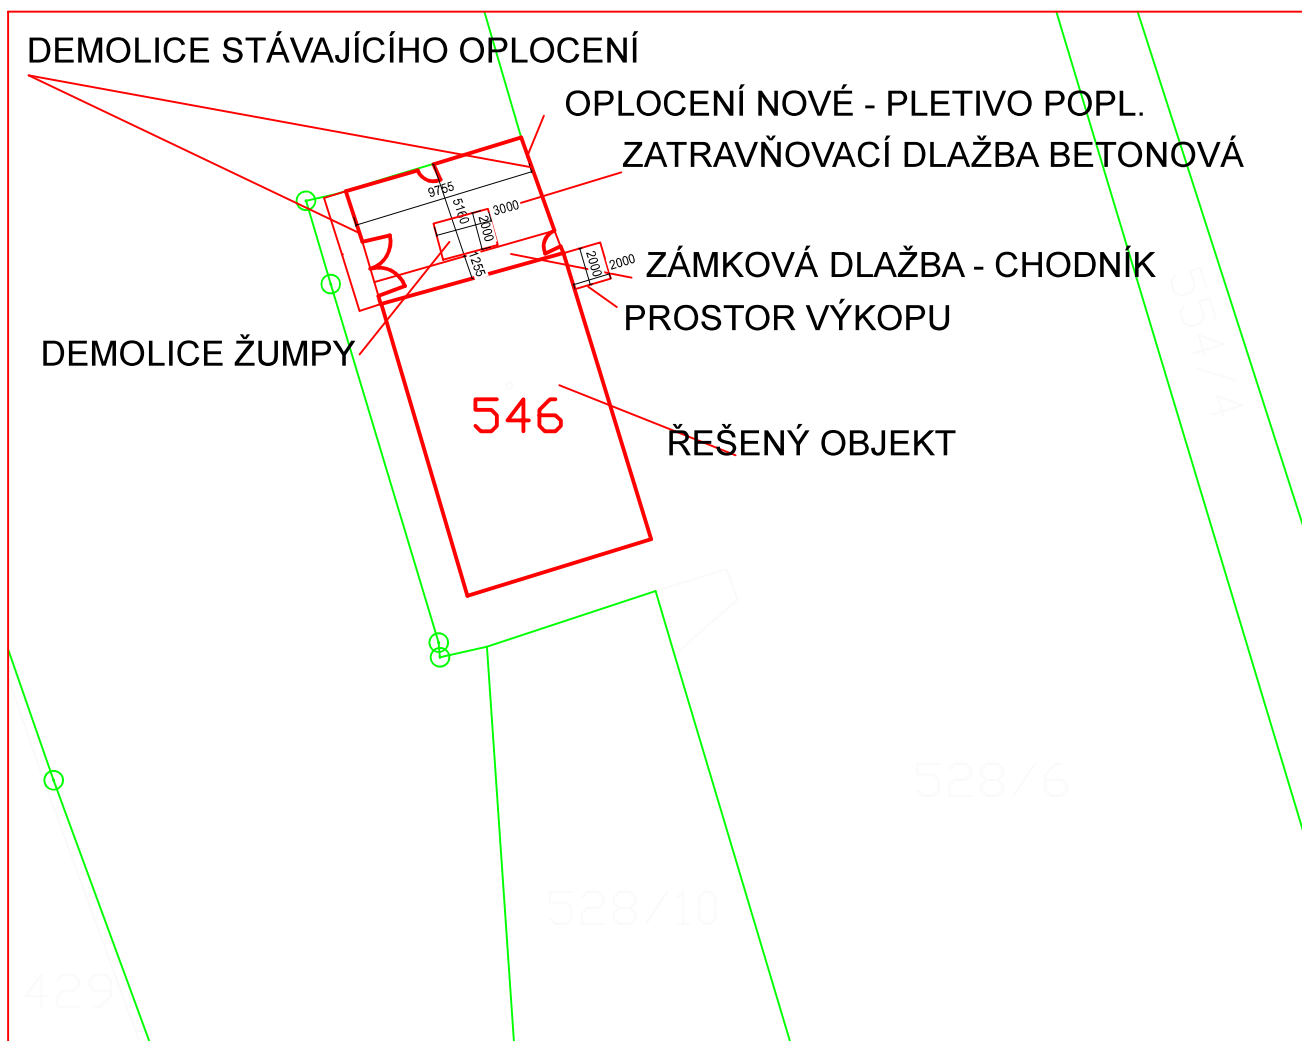 DEMOLICE STÁVAJÍCÍHO OPLOCENÍ
OPLOCENÍ NOVÉ - PLETIVO POPL.
ZATRAVŇOVACÍ DLAŽBA BETONOVÁ
9755
5160
3000
2000
1255
2000
2000
ZÁMKOVÁ DLAŽBA - CHODNÍK
PROSTOR VÝKOPU
DEMOLICE ŽUMPY
554/4
546
ŘEŠENÝ OBJEKT
528/6
528/10
429